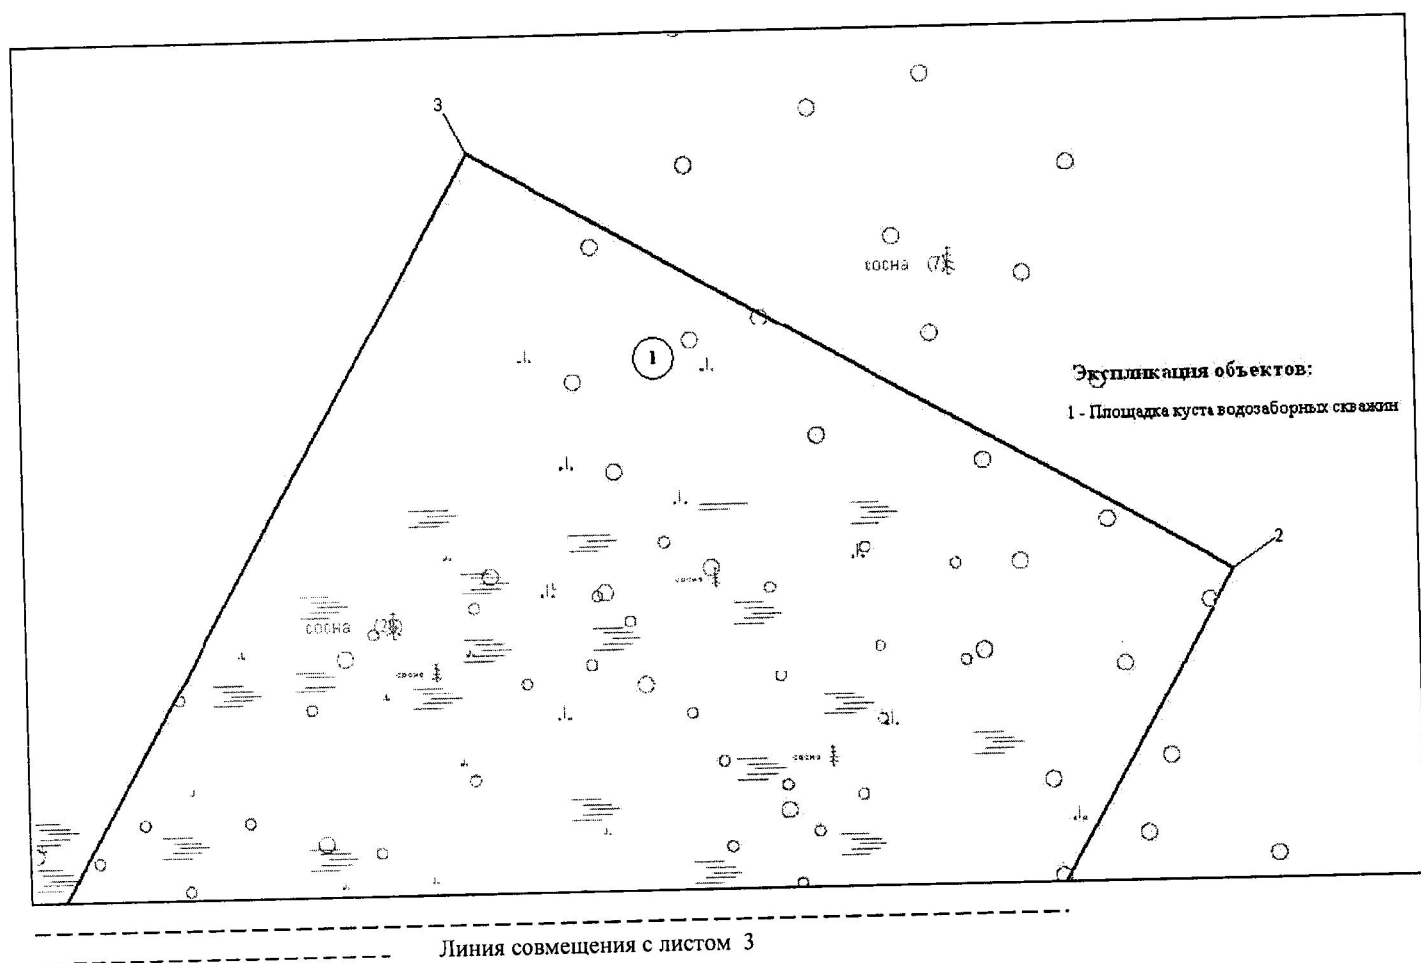 3
сосна (7)
1
Экспликация объектов:
1 - Площадка куста водозаборных скважин
2
сосна
сосна
сосна
сосна
Линия совмещения с листом 3